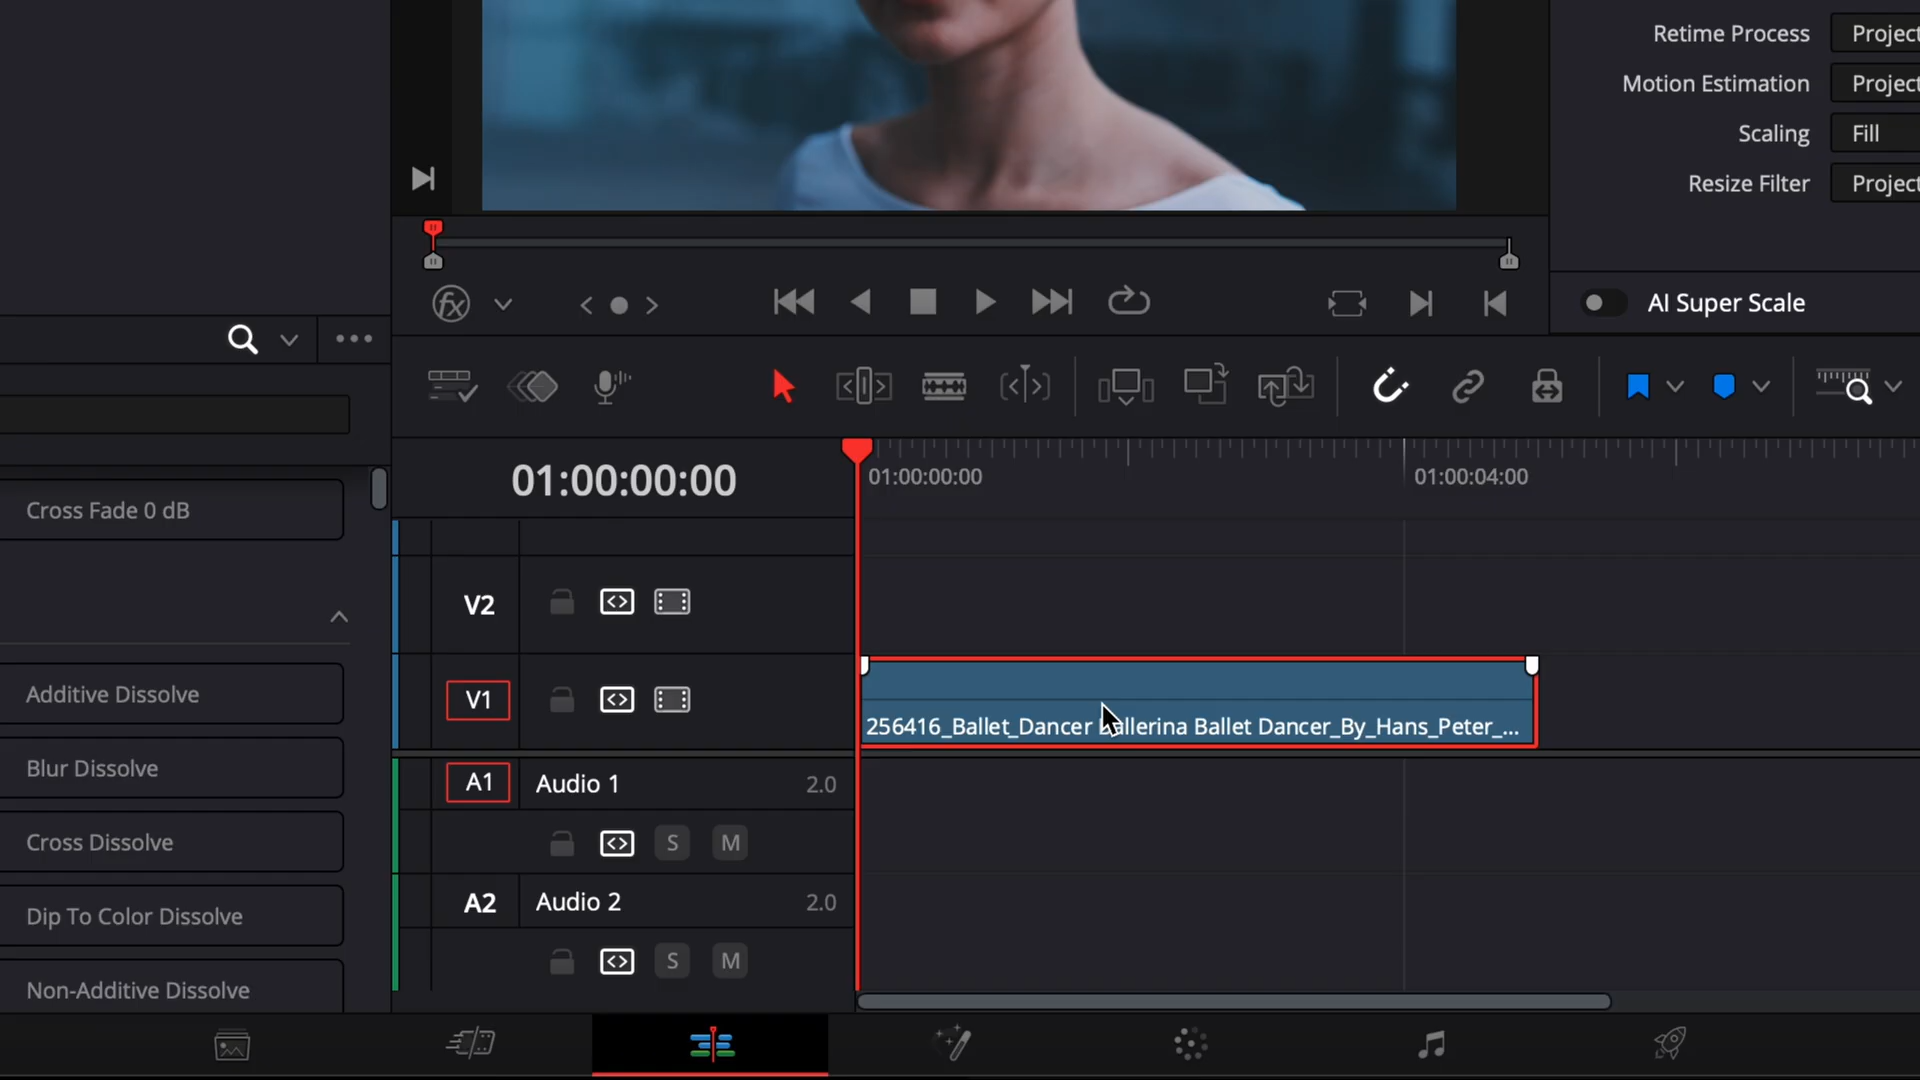 Retime Process Project
Motion Estimation Project
Scaling Fill
Resize Filter Project
AI Super Scale
01:00:00:00
01:00:00:00
01:00:04:00
Cross Fade 0 dB
Additive Dissolve
Blur Dissolve
Cross Dissolve
Dip To Color Dissolve
Non-Additive Dissolve
V2
V1
256416_Ballet_Dancer Ballerina Ballet Dancer_By_Hans_Peter_...
A1 Audio 1 2.0
S M
A2 Audio 2 2.0
S M